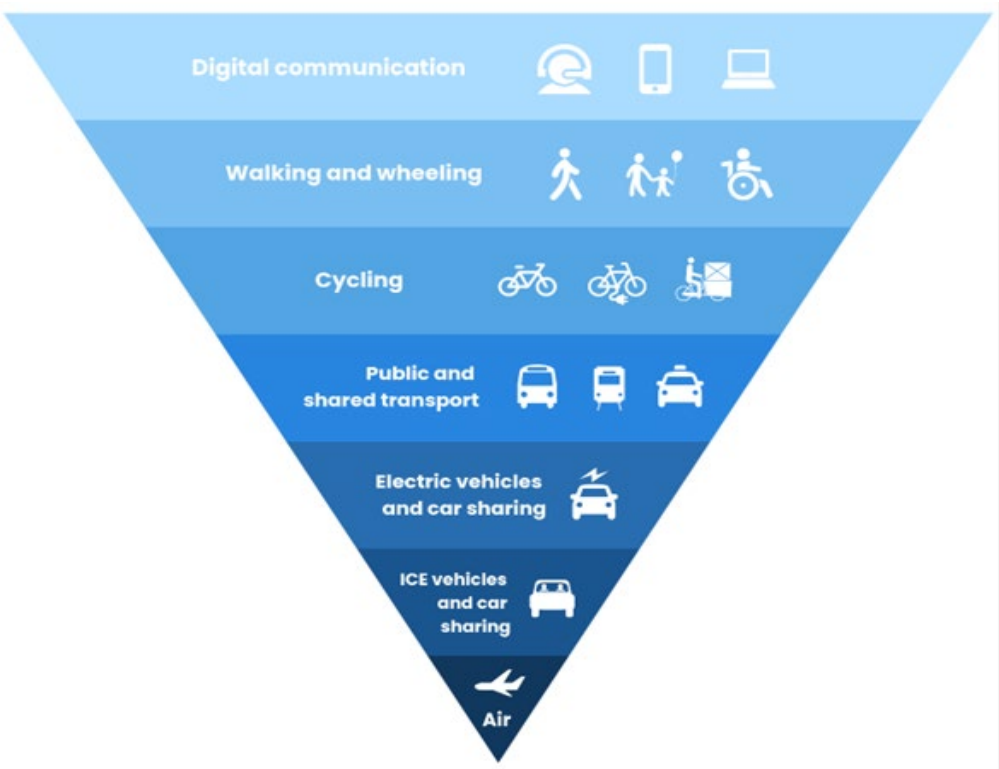 Digital communication
Walking and wheeling
Cycling
Public and
shared transport
Electric vehicles
and car sharing
ICE vehicles
and car
sharing
Air